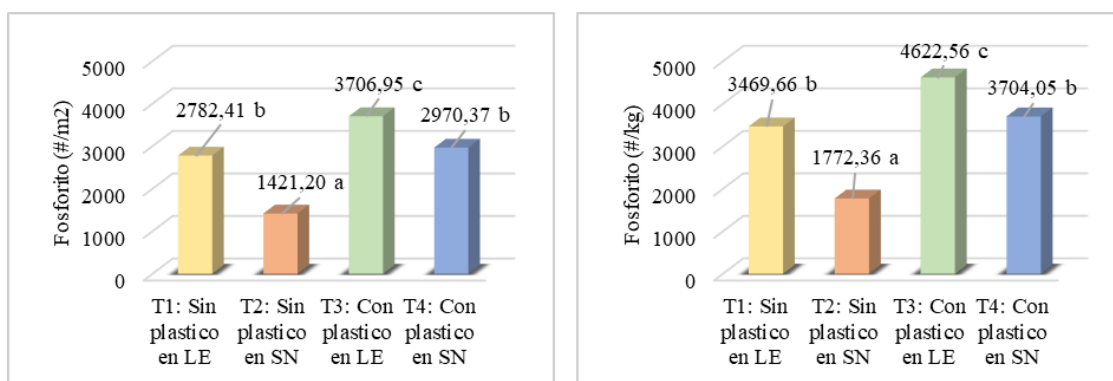 Fosforito (#/m2)
5000
4000
3000
2000
1000
0
2782,41 b
1421,20 a
3706,95 c
2970,37 b
T1: Sin
plastico
en LE
T2: Sin
plastico
en SN
T3: Con
plastico en
LE
T4: Con
plastico en
SN
Fosforito (#/kg)
5000
4000
3000
2000
1000
0
3469,66 b
1772,36 a
4622,56 c
3704,05 b
T1: Sin
plastico
en LE
T2: Sin
plastico
en SN
T3: Con
plastico en
LE
T4: Con
plastico en
SN